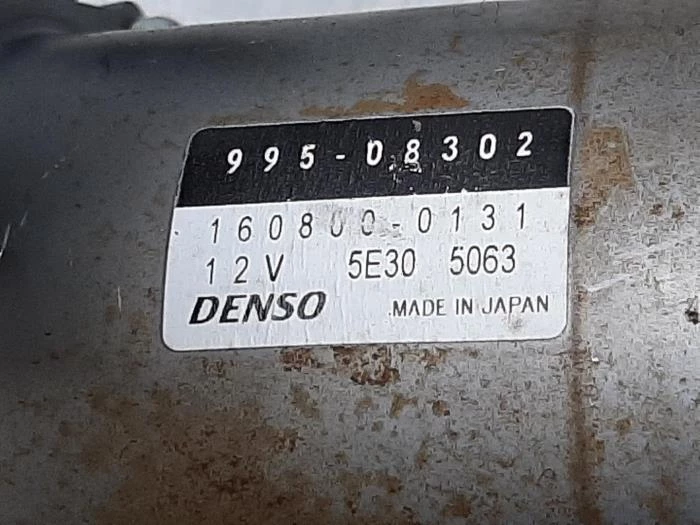 995-08302
160800-0131
12V 5E30 5063
DENSO MADE IN JAPAN